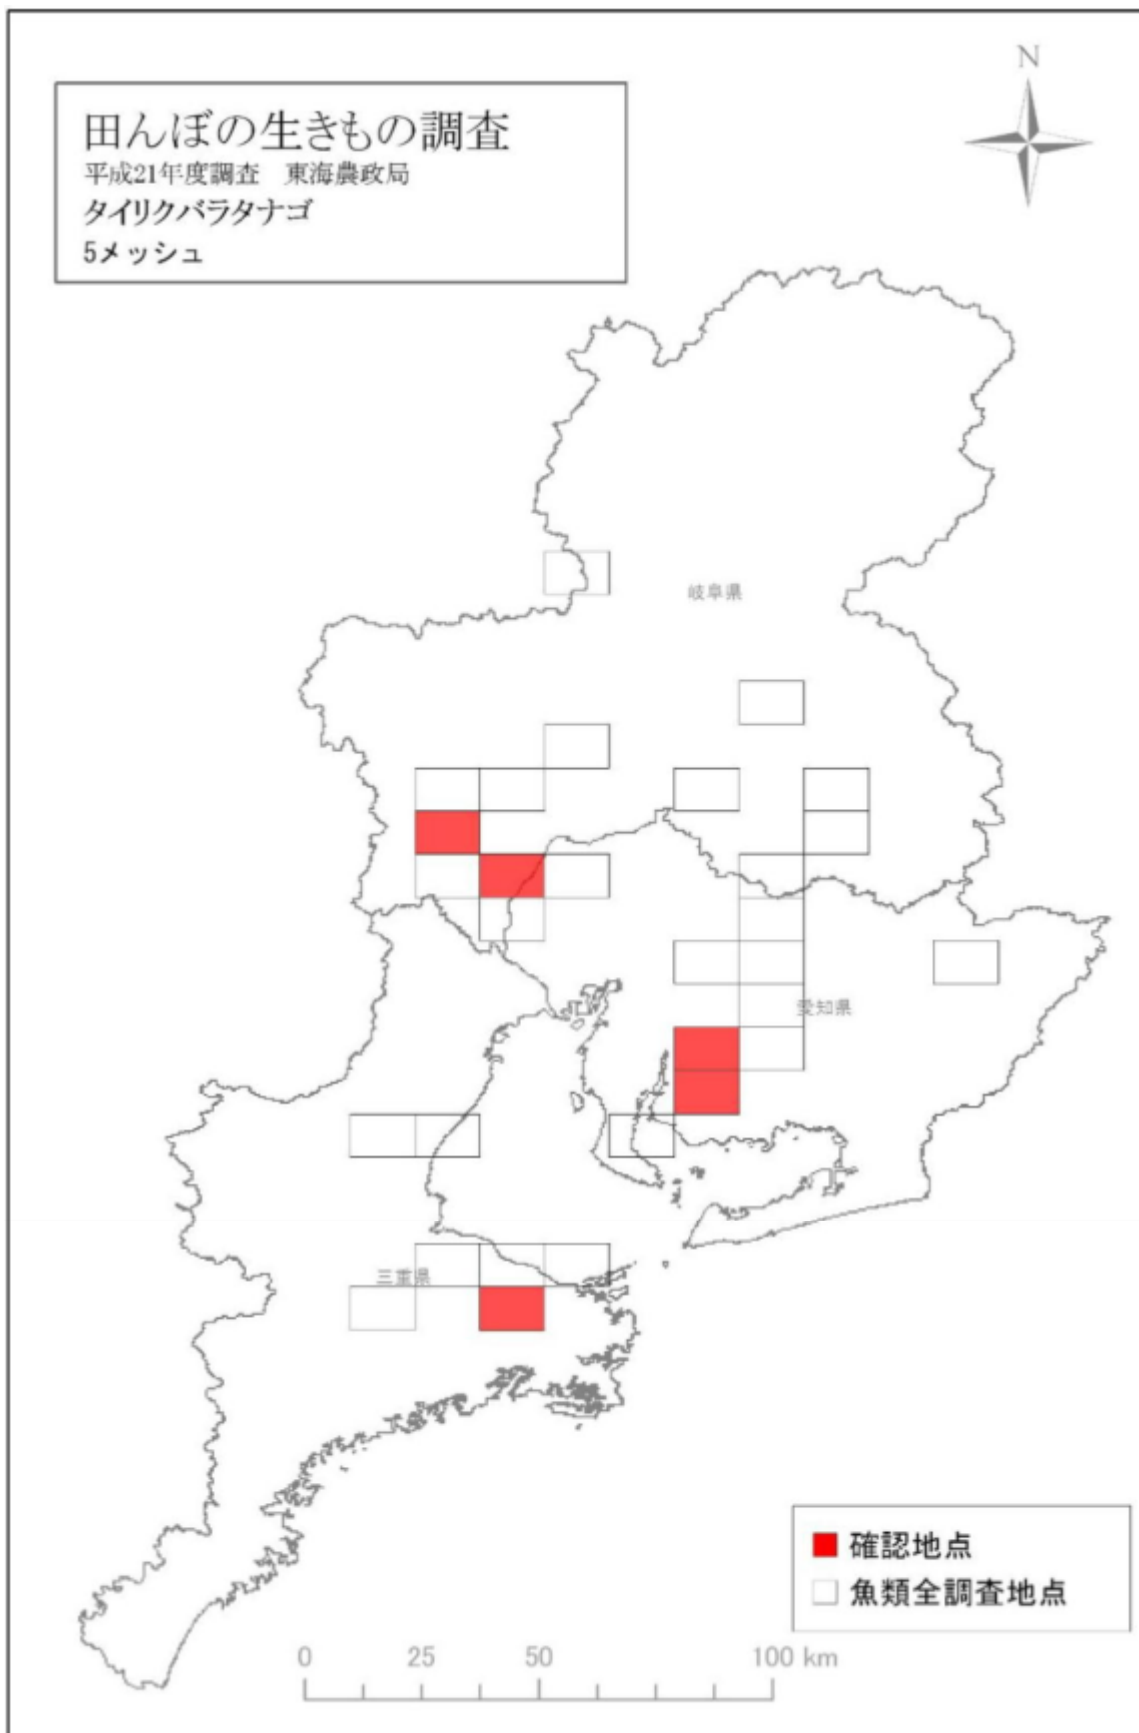 N
田んぼの生きもの調査
平成21年度調査　東海農政局
タイリクバラタナゴ
5メッシュ
岐阜県
愛知県
三重県
確認地点
魚類全調査地点
0 25 50 100 km